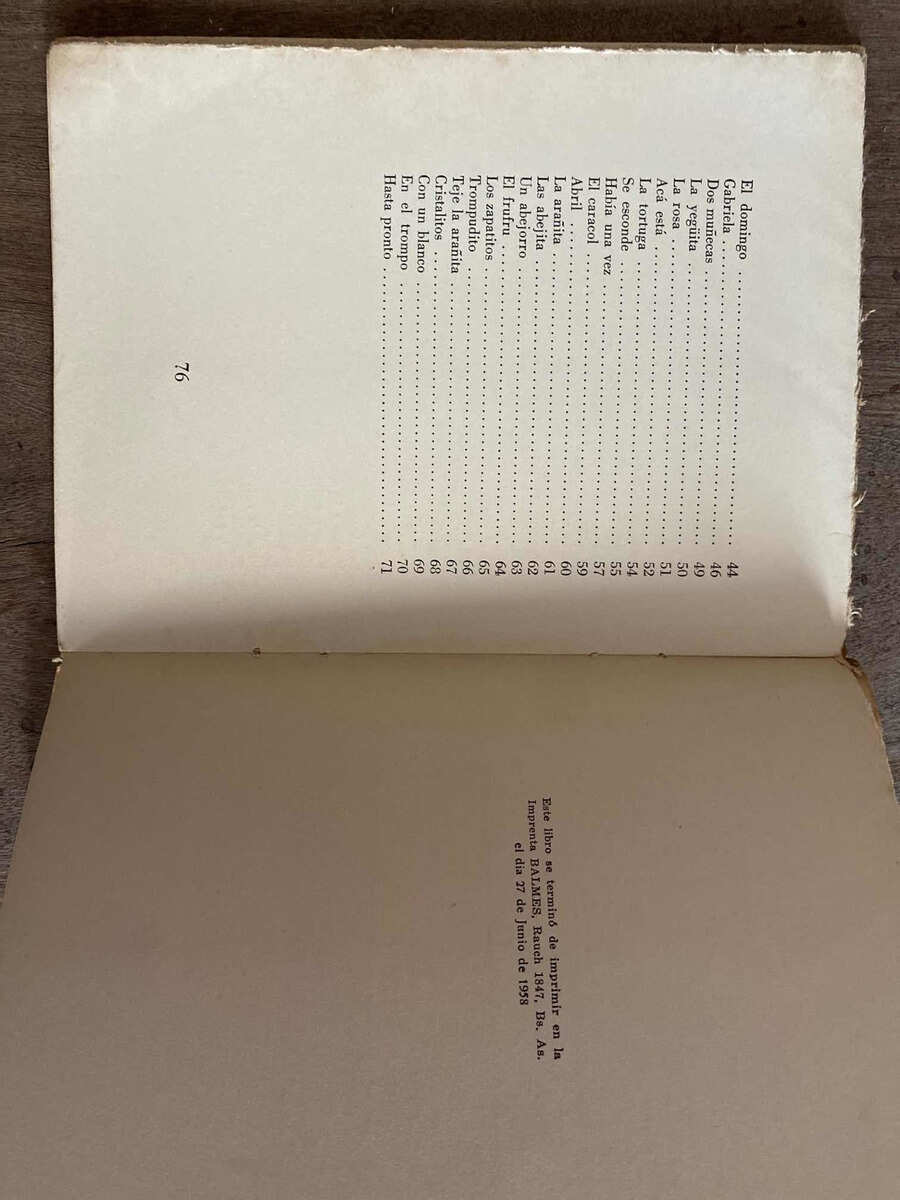 El domingo ........................................ 44
Gabriela ........................................ 46
Dos muñecas ........................................ 49
La yegüita ........................................ 50
La rosa ........................................ 51
Acá está ........................................ 52
La tortuga ........................................ 54
Se esconde ........................................ 55
Había una vez ........................................ 57
El caracol ........................................ 59
Abril ........................................ 60
La arañita ........................................ 61
Las abejita ........................................ 62
Un abejorro ........................................ 63
El frufru ........................................ 64
Los zapatitos ........................................ 65
Trompudito ........................................ 66
Teje la arañita ........................................ 67
Cristalitos ........................................ 68
Con un blanco ........................................ 69
En el trompo ........................................ 70
Hasta pronto ........................................ 71
76
Este libro se terminó de imprimir en la
Imprenta BALMES, Rauch 1847, Bs. As.
el día 27 de Junio de 1958